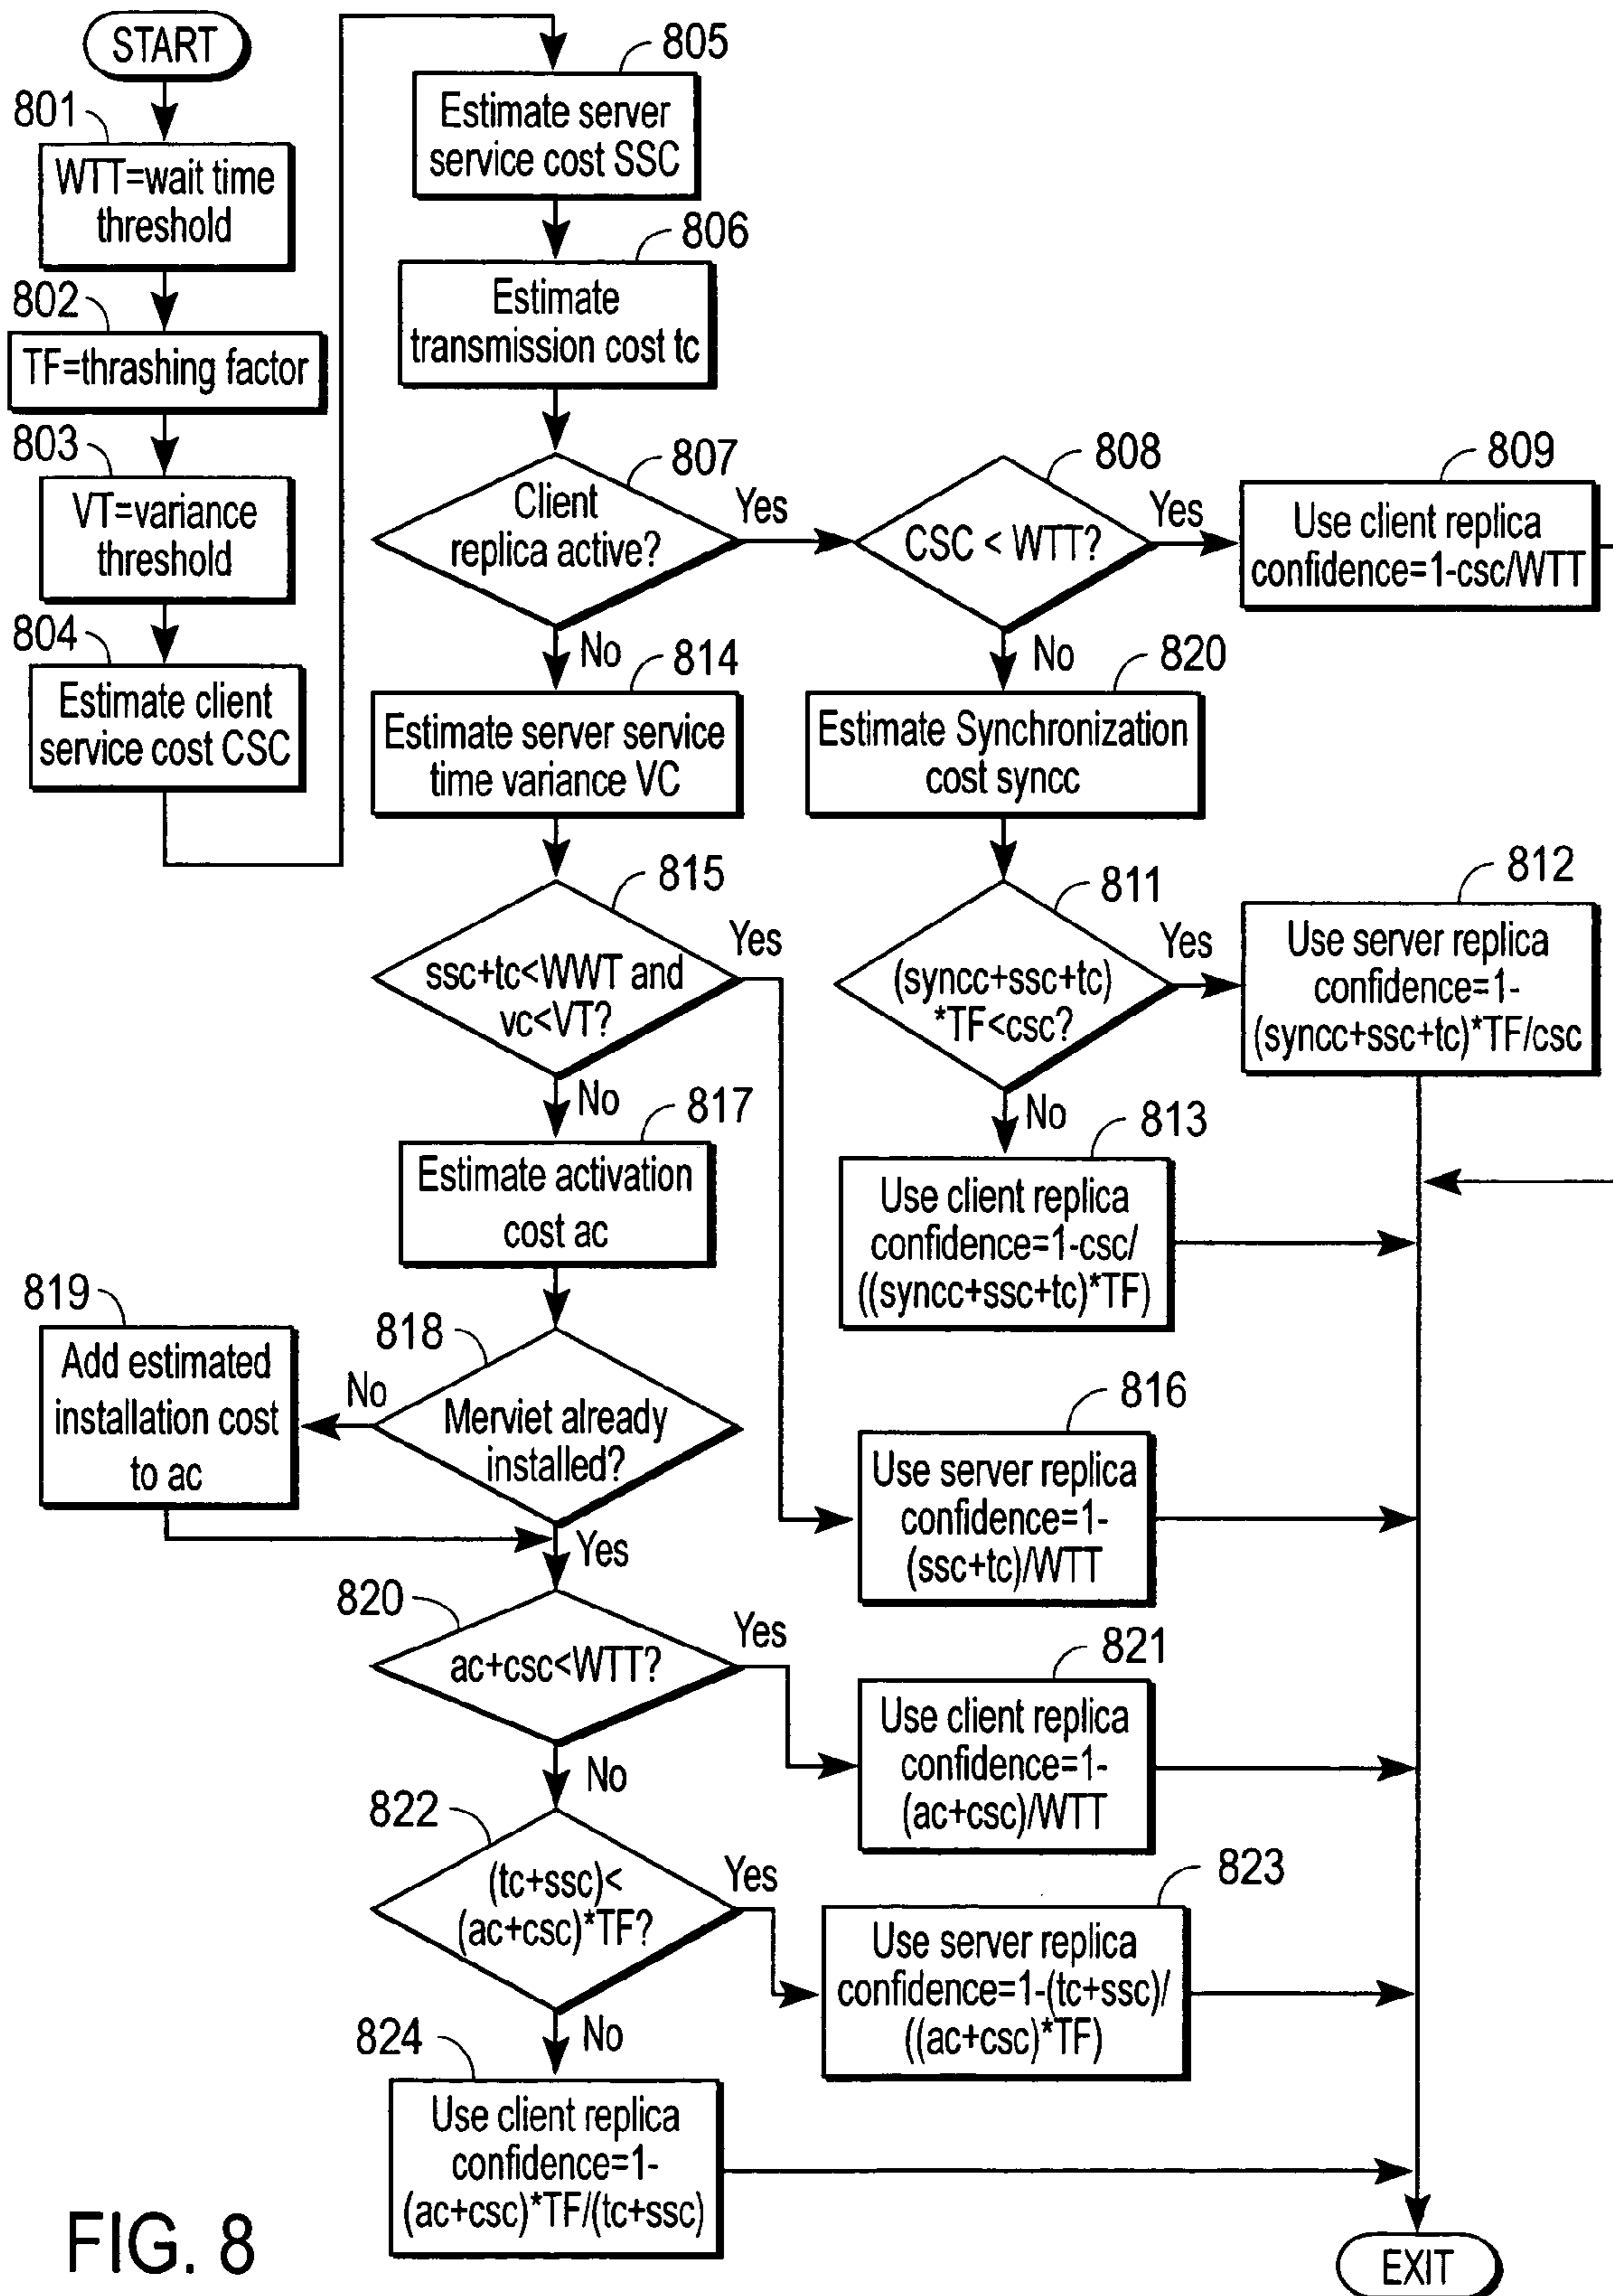 START
801
WTT=wait time
threshold
802
TF=thrashing factor
803
VT=variance
threshold
804
Estimate client
service cost CSC
805
Estimate server
service cost SSC
806
Estimate
transmission cost tc
807
Client
replica active?
Yes
No
808
CSC < WTT?
Yes
No
809
Use client replica
confidence=1-csc/WTT
814
Estimate server service
time variance VC
820
Estimate Synchronization
cost syncc
815
ssc+tc<WWT and
vc<VT?
Yes
No
811
(syncc+ssc+tc)
*TF<csc?
Yes
No
812
Use server replica
confidence=1-
(syncc+ssc+tc)*TF/csc
817
Estimate activation
cost ac
813
Use client replica
confidence=1-csc/
((syncc+ssc+tc)*TF)
819
Add estimated
installation cost
to ac
818
Merviet already
installed?
No
Yes
816
Use server replica
confidence=1-
(ssc+tc)/WTT
820
ac+csc<WTT?
Yes
No
821
Use client replica
confidence=1-
(ac+csc)/WTT
822
(tc+ssc)<
(ac+csc)*TF?
Yes
No
823
Use server replica
confidence=1-(tc+ssc)/
((ac+csc)*TF)
824
Use client replica
confidence=1-
(ac+csc)*TF/(tc+ssc)
EXIT
FIG. 8